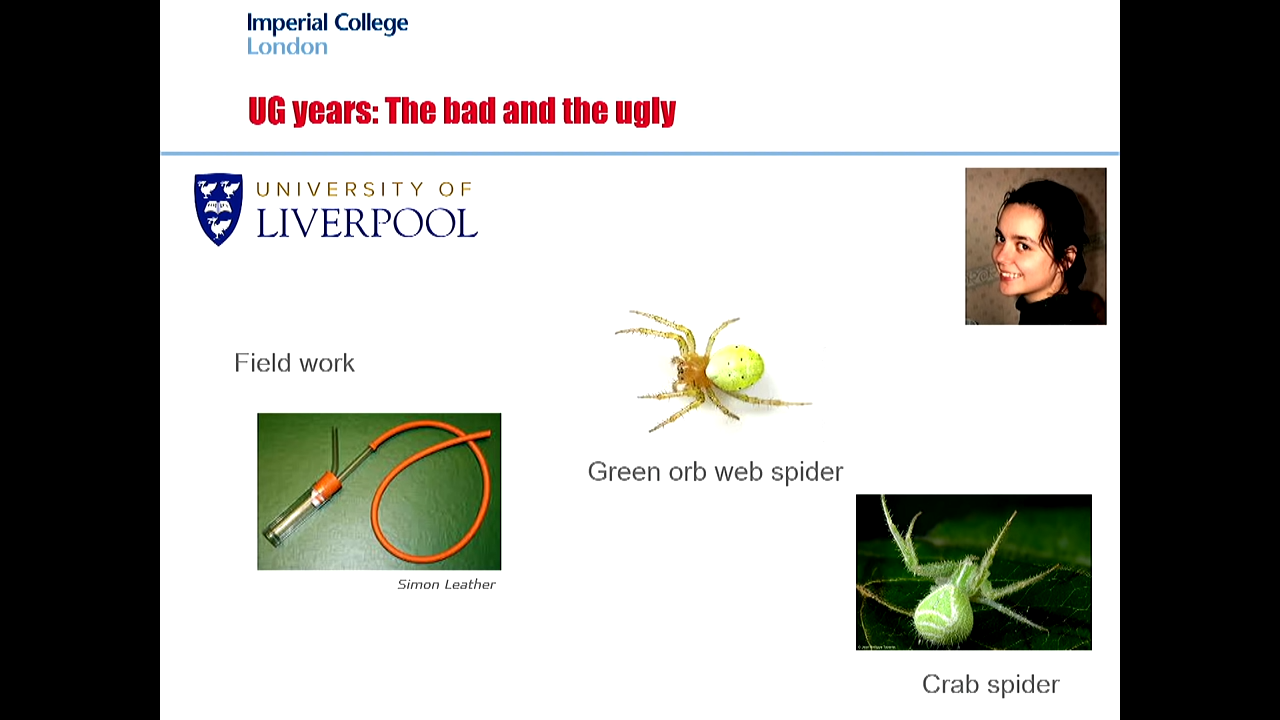 Imperial College
London
UG years: The bad and the ugly
UNIVERSITY OF
LIVERPOOL
Field work
Green orb web spider
Simon Leather
Crab spider